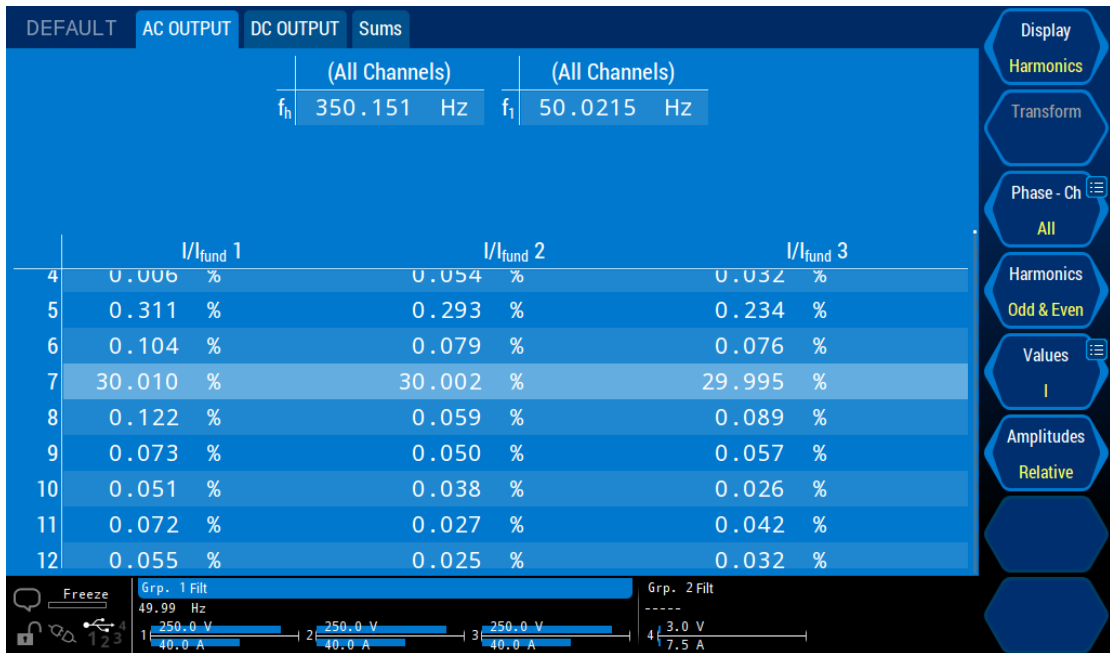 DEFAULT AC OUTPUT DC OUTPUT Sums
(All Channels) (All Channels)
fh 350.151 Hz f1 50.0215 Hz
I/Ifund 1 I/Ifund 2 I/Ifund 3
4 0.006 % 0.054 % 0.032 %
5 0.311 % 0.293 % 0.234 %
6 0.104 % 0.079 % 0.076 %
7 30.010 % 30.002 % 29.995 %
8 0.122 % 0.059 % 0.089 %
9 0.073 % 0.050 % 0.057 %
10 0.051 % 0.038 % 0.026 %
11 0.072 % 0.027 % 0.042 %
12 0.055 % 0.025 % 0.032 %
Display
Harmonics
Transform
Phase - Ch
All
Harmonics
Odd & Even
Values
I
Amplitudes
Relative
Freeze
4
1 2 3
Grp. 1 Filt
49.99 Hz
1 250.0 V
40.0 A
2 250.0 V
40.0 A
3 250.0 V
40.0 A
Grp. 2 Filt
-----
4 3.0 V
7.5 A